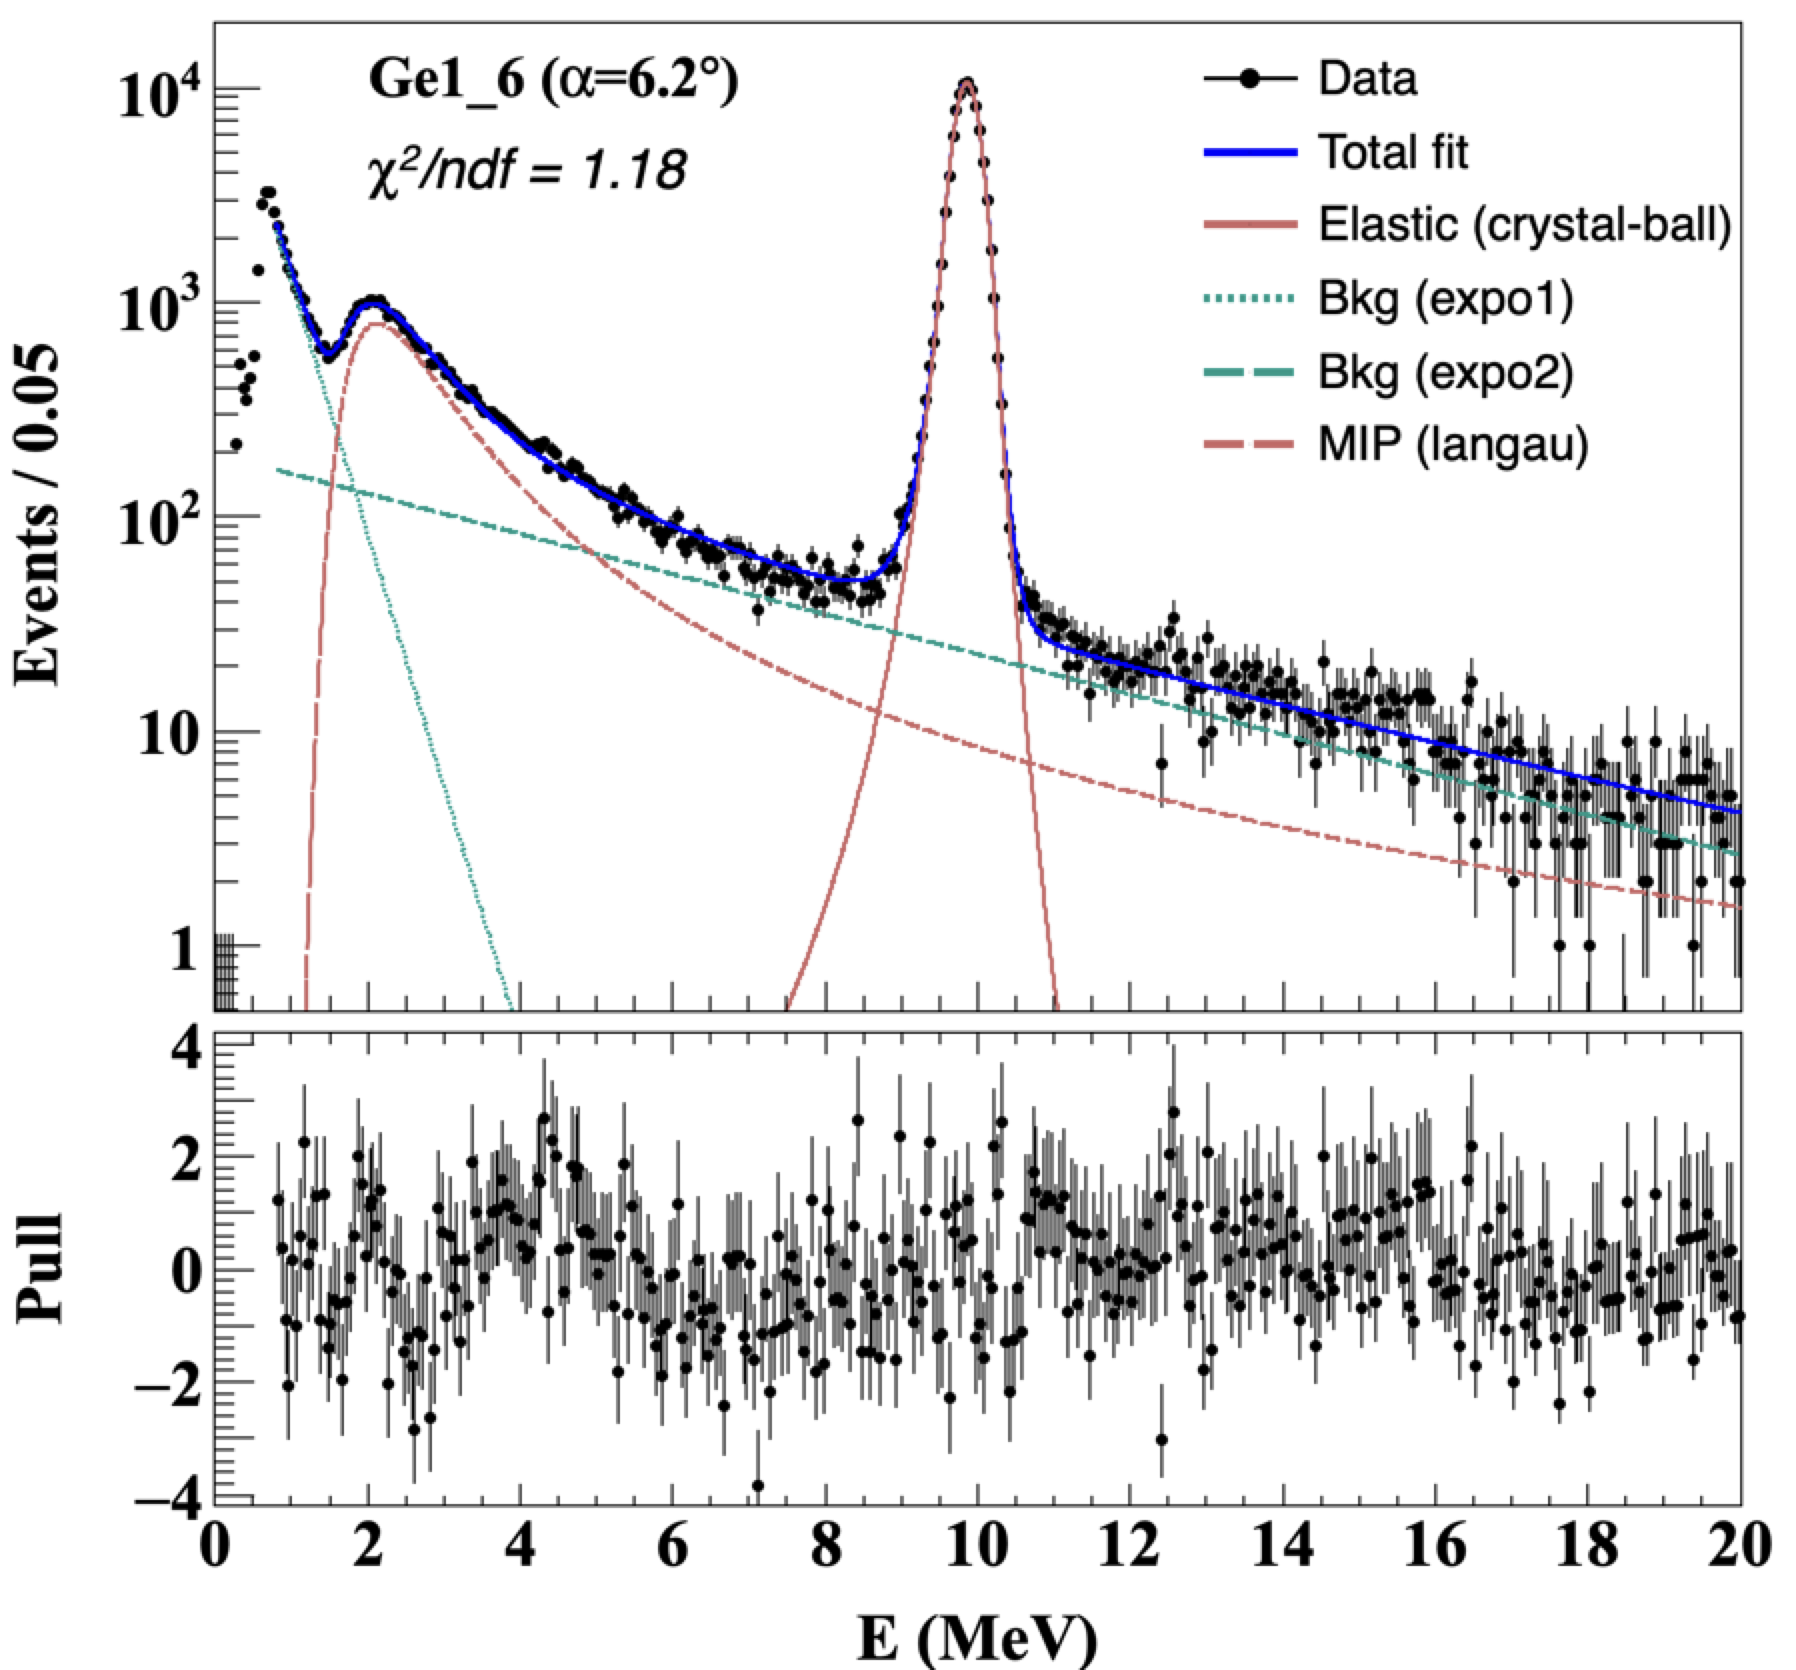 Ge1_6 (α=6.2°)
χ²/ndf = 1.18
Data
Total fit
Elastic (crystal-ball)
Bkg (expo1)
Bkg (expo2)
MIP (langau)
Events / 0.05
10⁴
10³
10²
10
1
Pull
4
2
0
−2
−4
0 2 4 6 8 10 12 14 16 18 20
E (MeV)